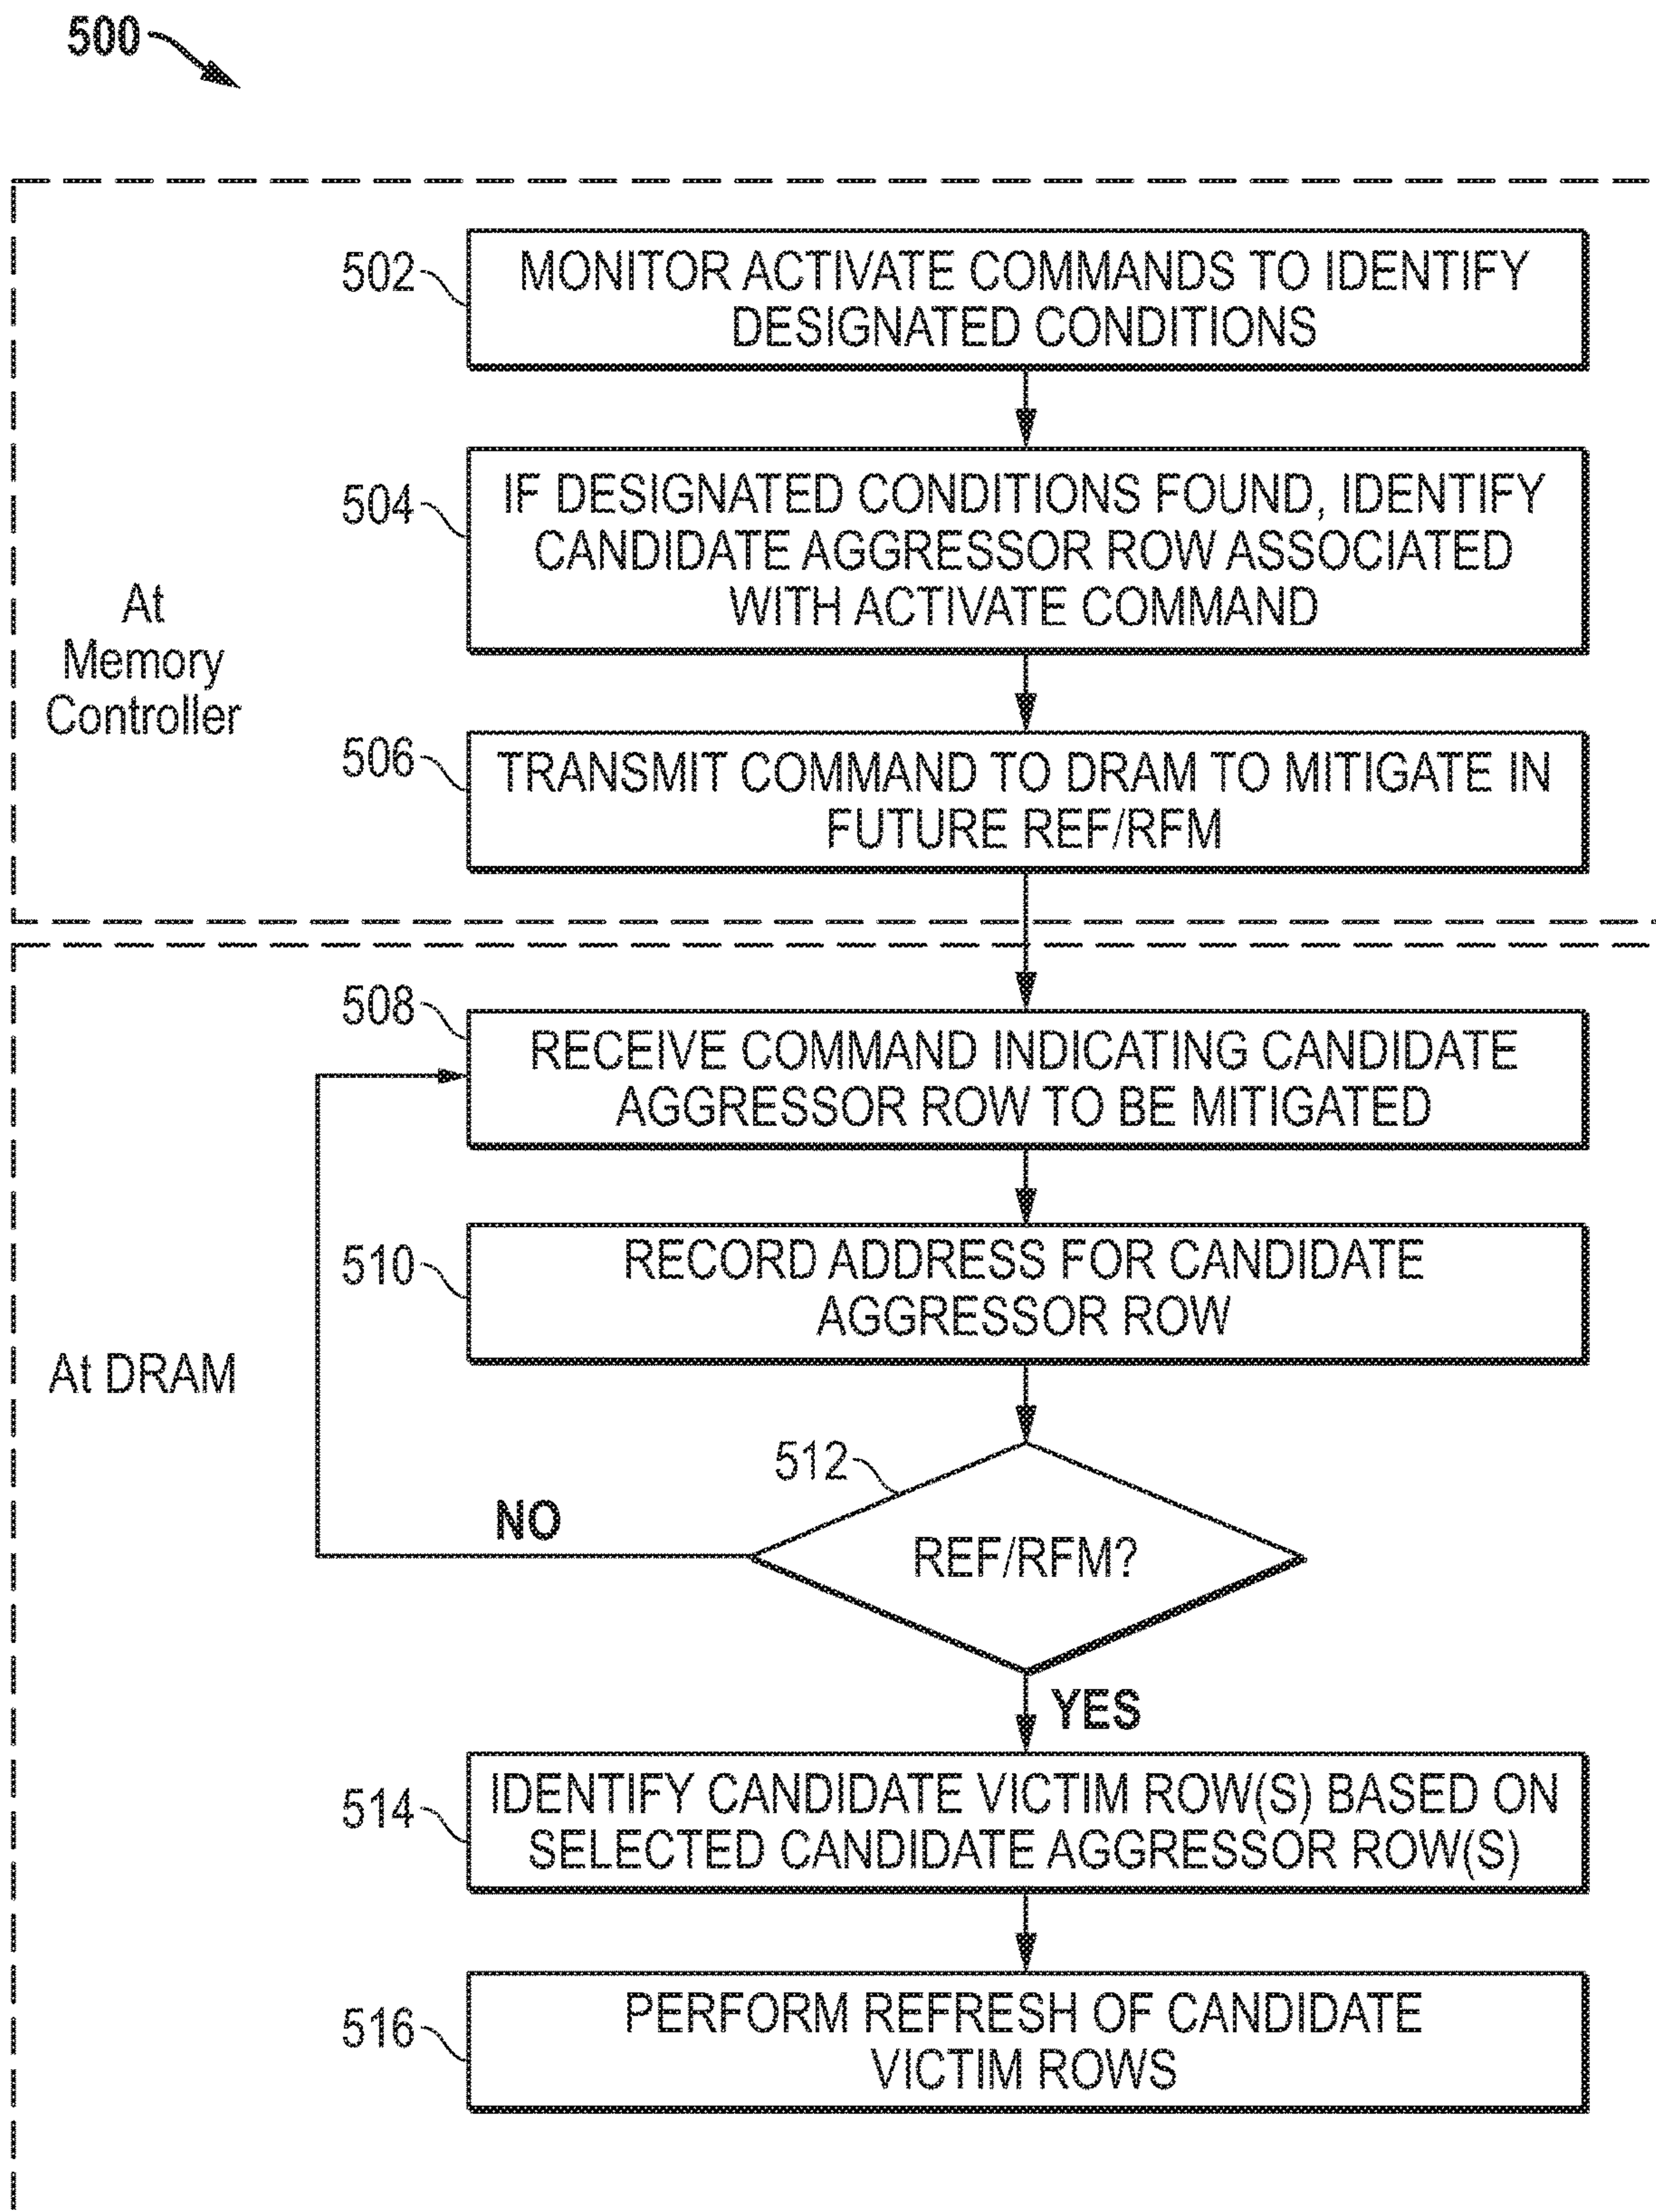 500
502
MONITOR ACTIVATE COMMANDS TO IDENTIFY
DESIGNATED CONDITIONS
504
IF DESIGNATED CONDITIONS FOUND, IDENTIFY
CANDIDATE AGGRESSOR ROW ASSOCIATED
WITH ACTIVATE COMMAND
At
Memory
Controller
506
TRANSMIT COMMAND TO DRAM TO MITIGATE IN
FUTURE REF/RFM
508
RECEIVE COMMAND INDICATING CANDIDATE
AGGRESSOR ROW TO BE MITIGATED
510
RECORD ADDRESS FOR CANDIDATE
AGGRESSOR ROW
At DRAM
512
NO
REF/RFM?
YES
514
IDENTIFY CANDIDATE VICTIM ROW(S) BASED ON
SELECTED CANDIDATE AGGRESSOR ROW(S)
516
PERFORM REFRESH OF CANDIDATE
VICTIM ROWS